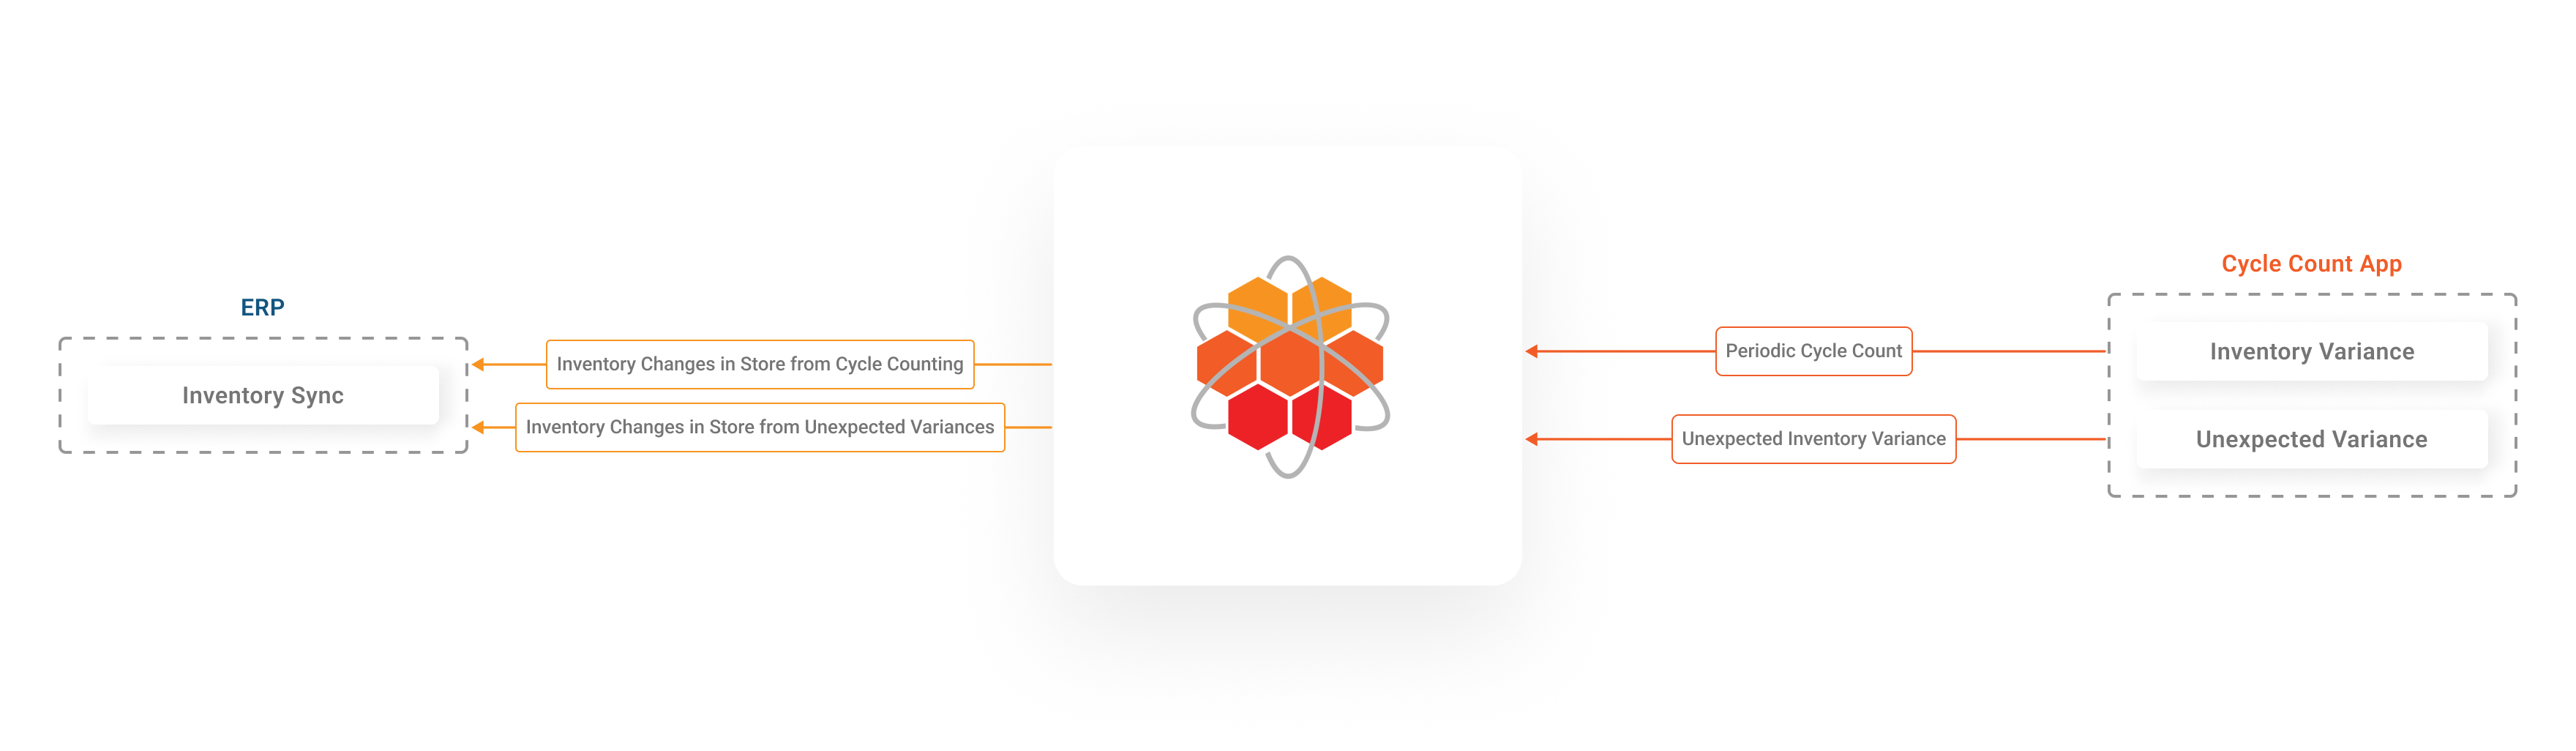 ERP
Inventory Sync
Inventory Changes in Store from Cycle Counting
Inventory Changes in Store from Unexpected Variances
Periodic Cycle Count
Unexpected Inventory Variance
Cycle Count App
Inventory Variance
Unexpected Variance